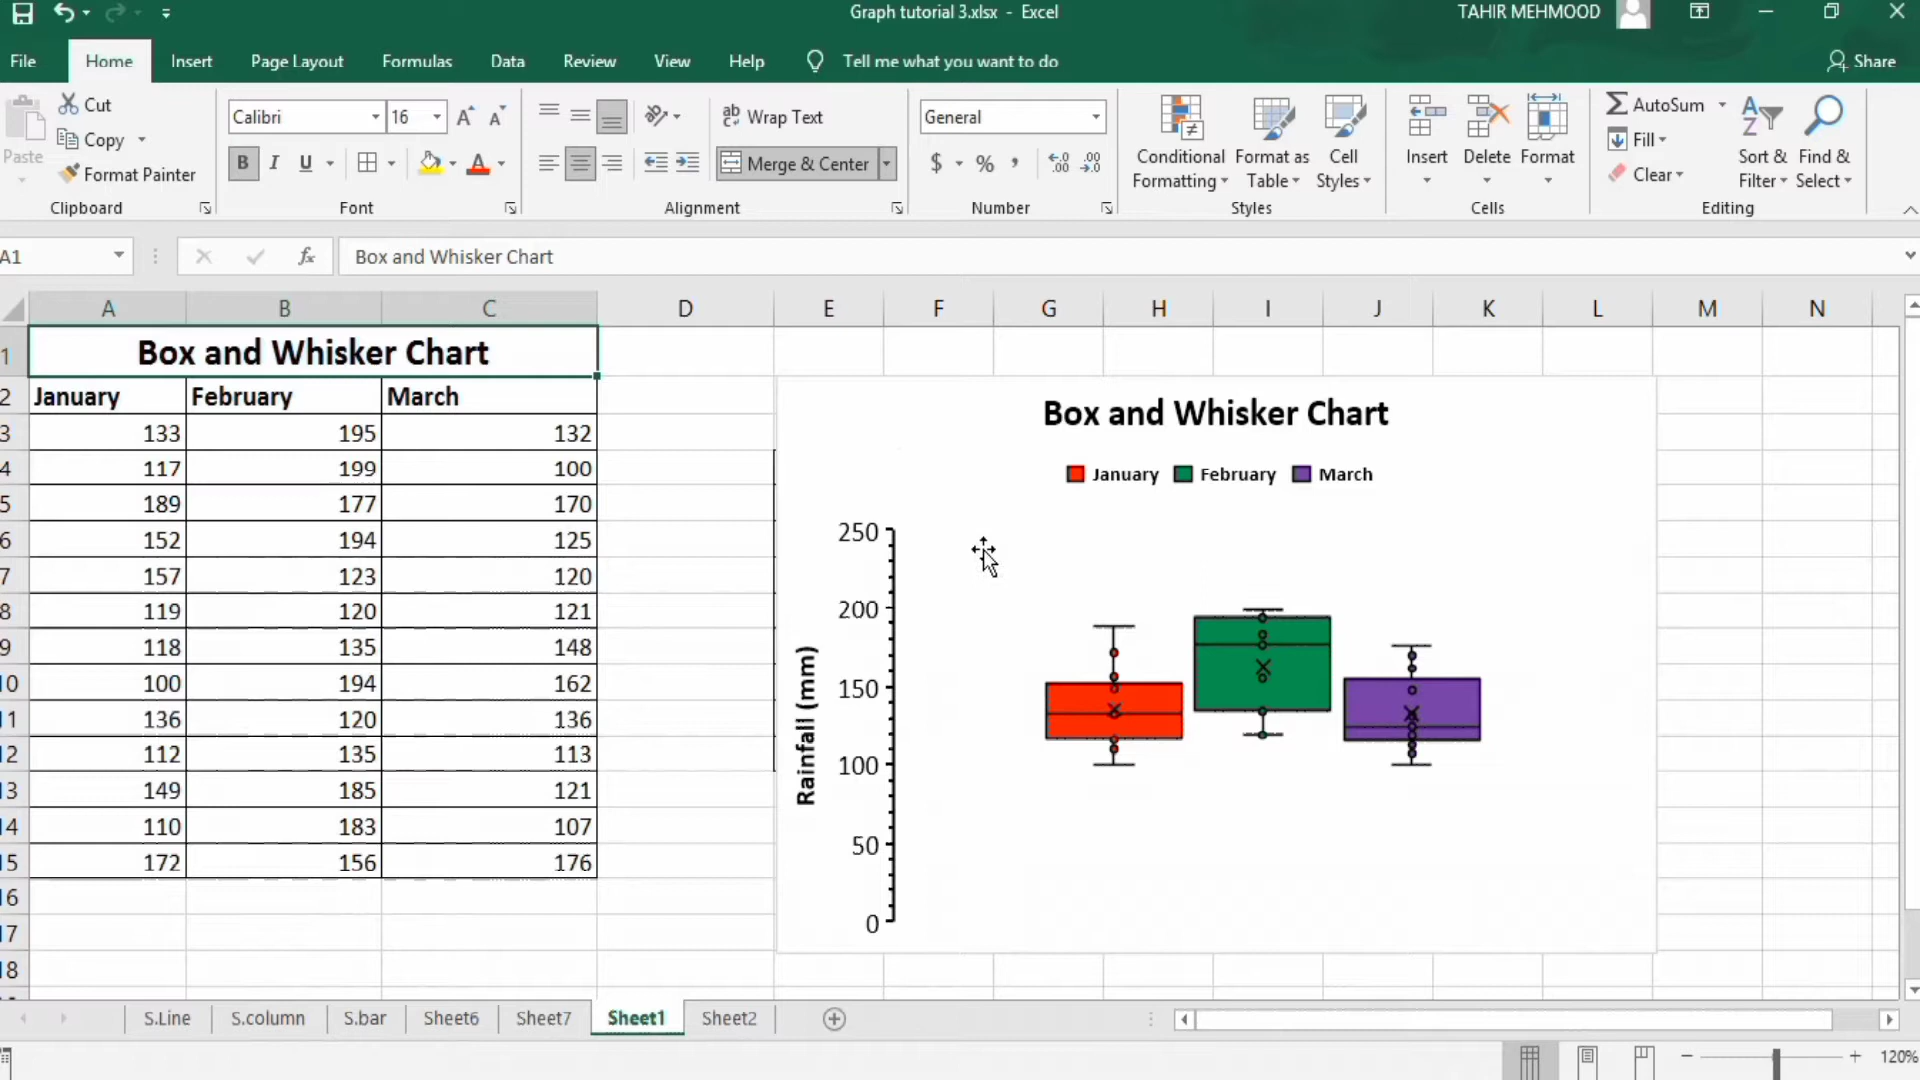 Graph tutorial 3.xlsx - Excel
TAHIR MEHMOOD
File Home Insert Page Layout Formulas Data Review View Help Tell me what you want to do Share
Paste
Cut
Copy
Format Painter
Clipboard
Calibri 16 A A
B I U A
Font
ab Wrap Text
Merge & Center
Alignment
General
$ % , .00 .00
Number
Conditional Formatting
Format as Table
Cell Styles
Styles
Insert Delete Format
Cells
AutoSum
Fill
Clear
Sort & Filter
Find & Select
Editing
A1 fx Box and Whisker Chart
A B C D E F G H I J K L M N
1 Box and Whisker Chart
2 January February March
3 133 195 132
4 117 199 100
5 189 177 170
6 152 194 125
7 157 123 120
8 119 120 121
9 118 135 148
10 100 194 162
11 136 120 136
12 112 135 113
13 149 185 121
14 110 183 107
15 172 156 176
16
17
18
Box and Whisker Chart
January February March
Rainfall (mm)
250
200
150
100
50
0
S.Line S.column S.bar Sheet6 Sheet7 Sheet1 Sheet2
120%